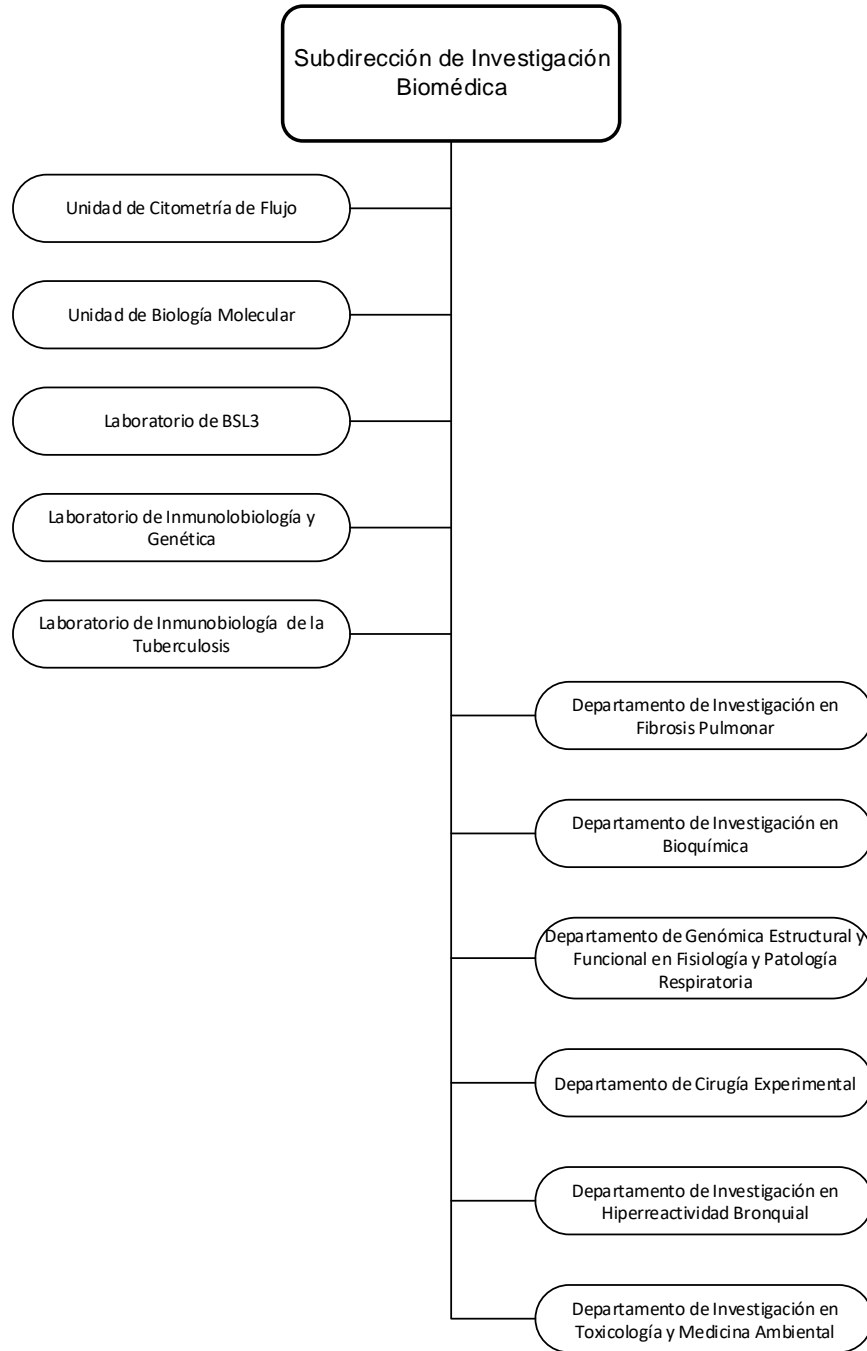 Subdirección de Investigación
Biomédica
Unidad de Citometría de Flujo
Unidad de Biología Molecular
Laboratorio de BSL3
Laboratorio de Inmunolobiología y
Genética
Laboratorio de Inmunobiología de la
Tuberculosis
Departamento de Investigación en
Fibrosis Pulmonar
Departamento de Investigación en
Bioquímica
Departamento de Genómica Estructural y
Funcional en Fisiología y Patología
Respiratoria
Departamento de Cirugía Experimental
Departamento de Investigación en
Hiperreactividad Bronquial
Departamento de Investigación en
Toxicología y Medicina Ambiental